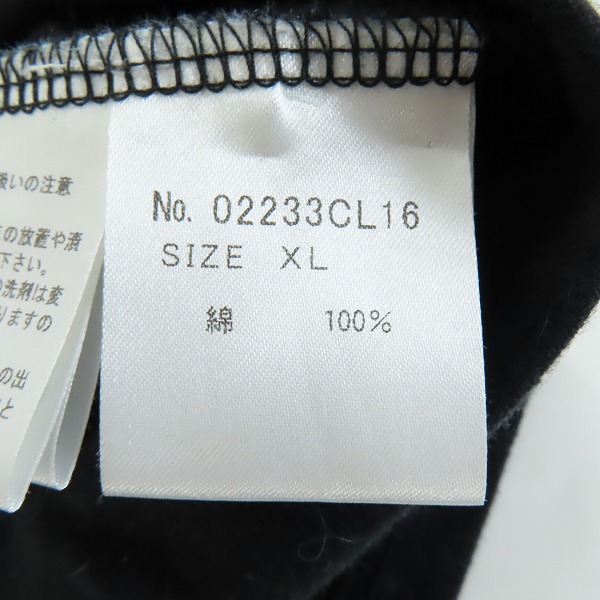 扱いの注意
この放置や漬
下さい。
の洗剤は変
りますの
の出
と
No. 02233CL16
SIZE XL
綿 100%